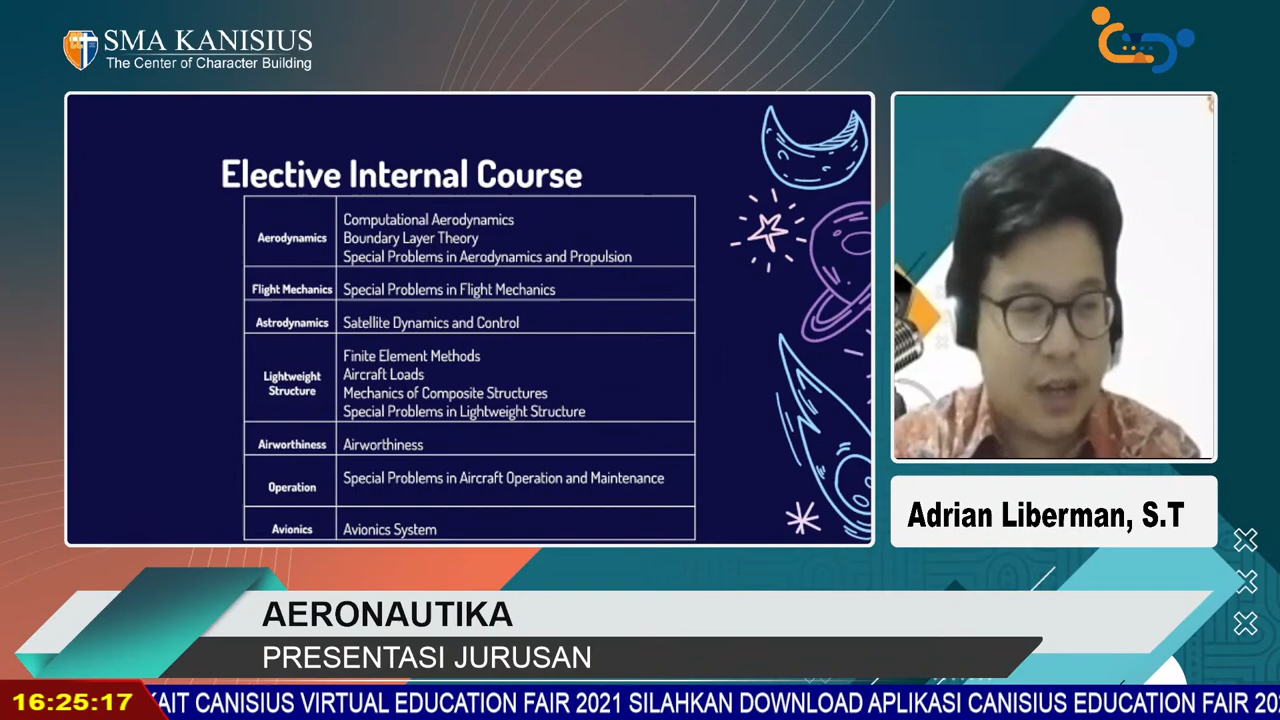 SMA KANISIUS
The Center of Character Building
Elective Internal Course
Aerodynamics
Computational Aerodynamics
Boundary Layer Theory
Special Problems in Aerodynamics and Propulsion
Flight Mechanics
Special Problems in Flight Mechanics
Astrodynamics
Satellite Dynamics and Control
Lightweight
Structure
Finite Element Methods
Aircraft Loads
Mechanics of Composite Structures
Special Problems in Lightweight Structure
Airworthiness
Airworthiness
Operation
Special Problems in Aircraft Operation and Maintenance
Avionics
Avionics System
Adrian Liberman, S.T
AERONAUTIKA
PRESENTASI JURUSAN
16:25:17
CANISIUS VIRTUAL EDUCATION FAIR 2021 SILAHKAN DOWNLOAD APLIKASI CANISIUS EDUCATION FAIR